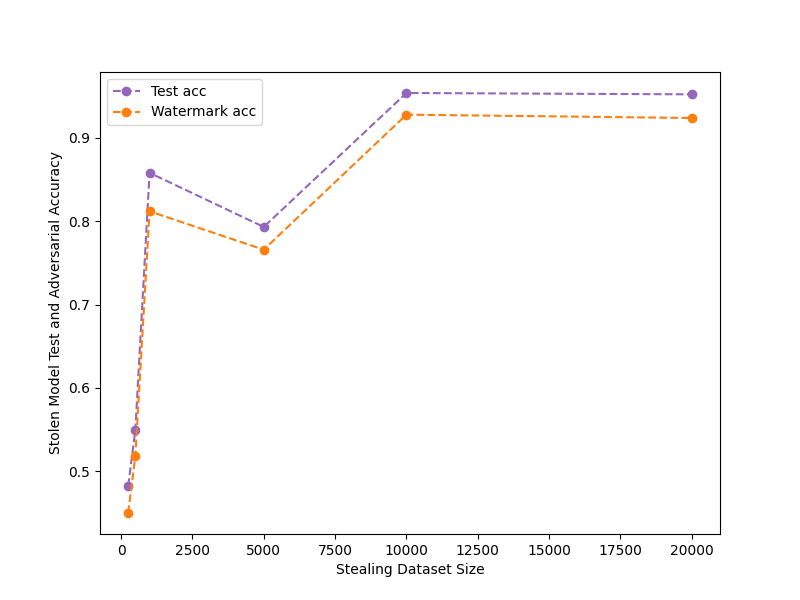 Test acc
Watermark acc
Stolen Model Test and Adversarial Accuracy
0.9
0.8
0.7
0.6
0.5
0 2500 5000 7500 10000 12500 15000 17500 20000
Stealing Dataset Size